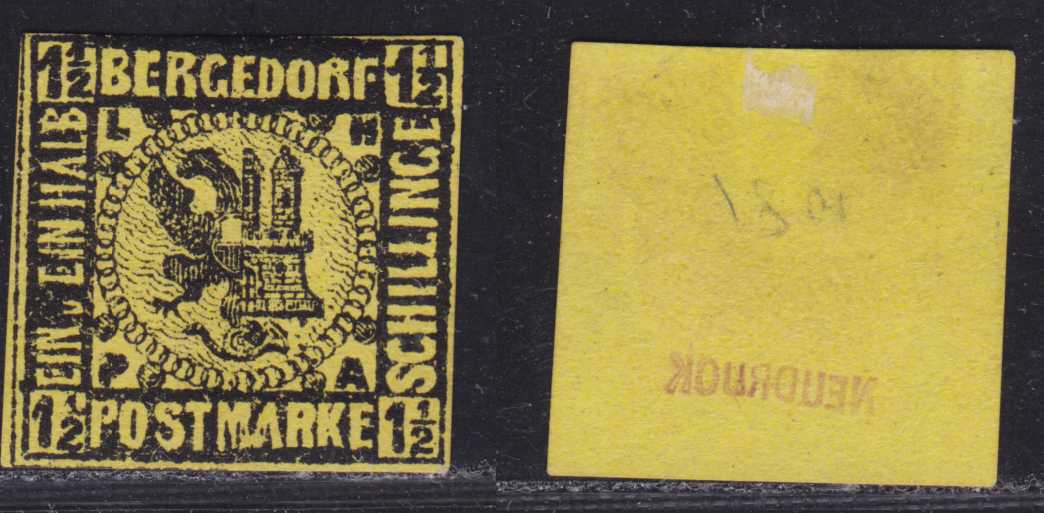 1½ BERGEDORF 1½
L H
EIN U EINHALB
SCHILLINGE
P A
1½ POSTMARKE 1½
NEUDRUCK